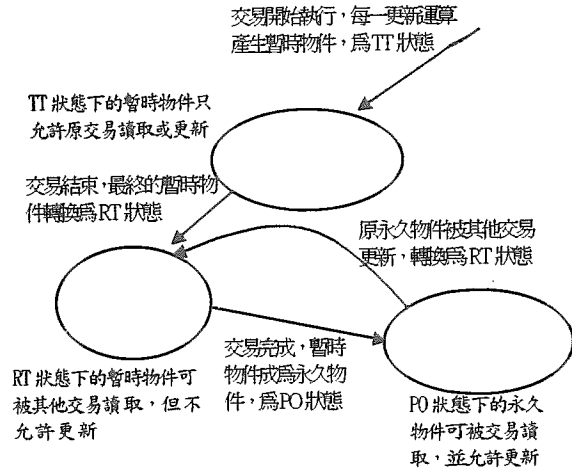 交易開始執行，每一更新運算
產生暫時物件，爲TT狀態
TT狀態下的暫時物件只
允許原交易讀取或更新
交易結束，最終的暫時物
件轉換爲RT狀態
原永久物件被其他交易
更新，轉換爲RT狀態
交易完成，暫時
物件成爲永久物
件，爲PO狀態
RT狀態下的暫時物件可
被其他交易讀取，但不
允許更新
PO狀態下的永久
物件可被交易讀
取，並允許更新